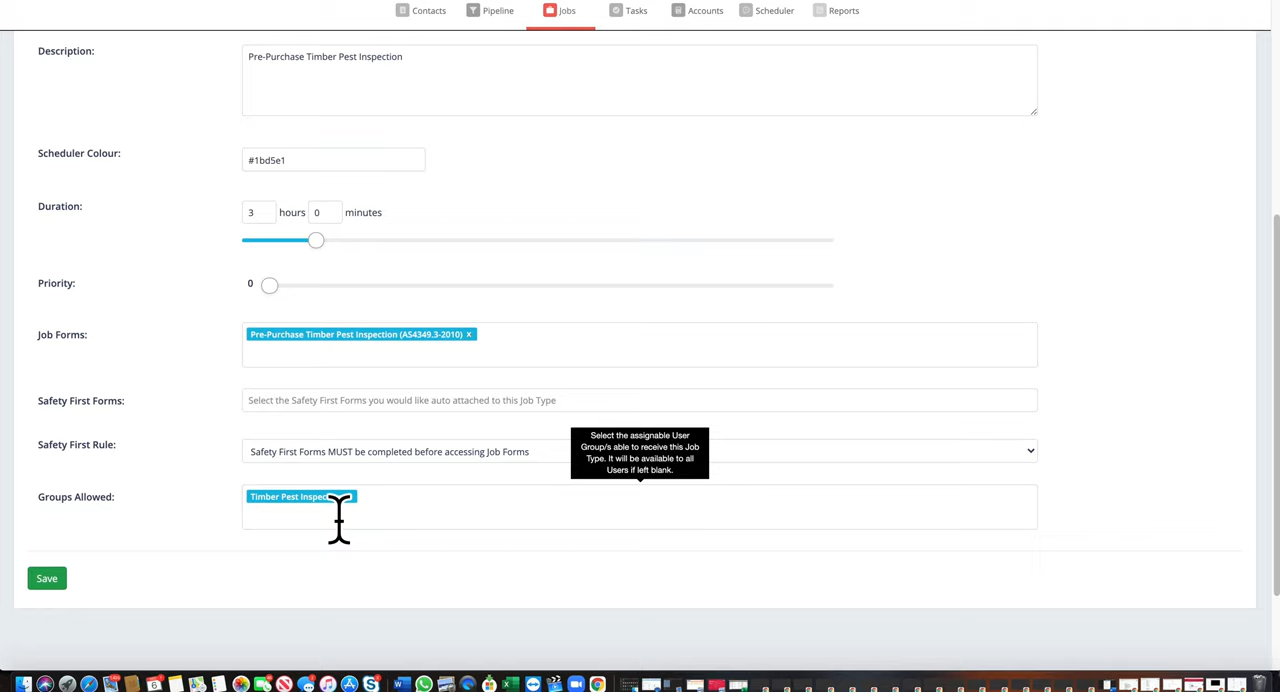 Contacts Pipeline Jobs Tasks Accounts Scheduler Reports
Description:
Pre-Purchase Timber Pest Inspection
Scheduler Colour:
#1bd5e1
Duration:
3 hours 0 minutes
Priority:
0
Job Forms:
Pre-Purchase Timber Pest Inspection (AS4349.3-2010) x
Safety First Forms:
Select the Safety First Forms you would like auto attached to this Job Type
Safety First Rule:
Safety First Forms MUST be completed before accessing Job Forms
Select the assignable User
Group/s able to receive this Job
Type. It will be available to all
Users if left blank.
Groups Allowed:
Timber Pest
Save